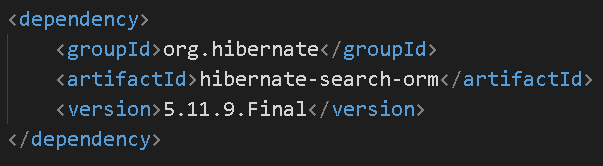 <dependency>
    <groupId>org.hibernate</groupId>
    <artifactId>hibernate-search-orm</artifactId>
    <version>5.11.9.Final</version>
</dependency>